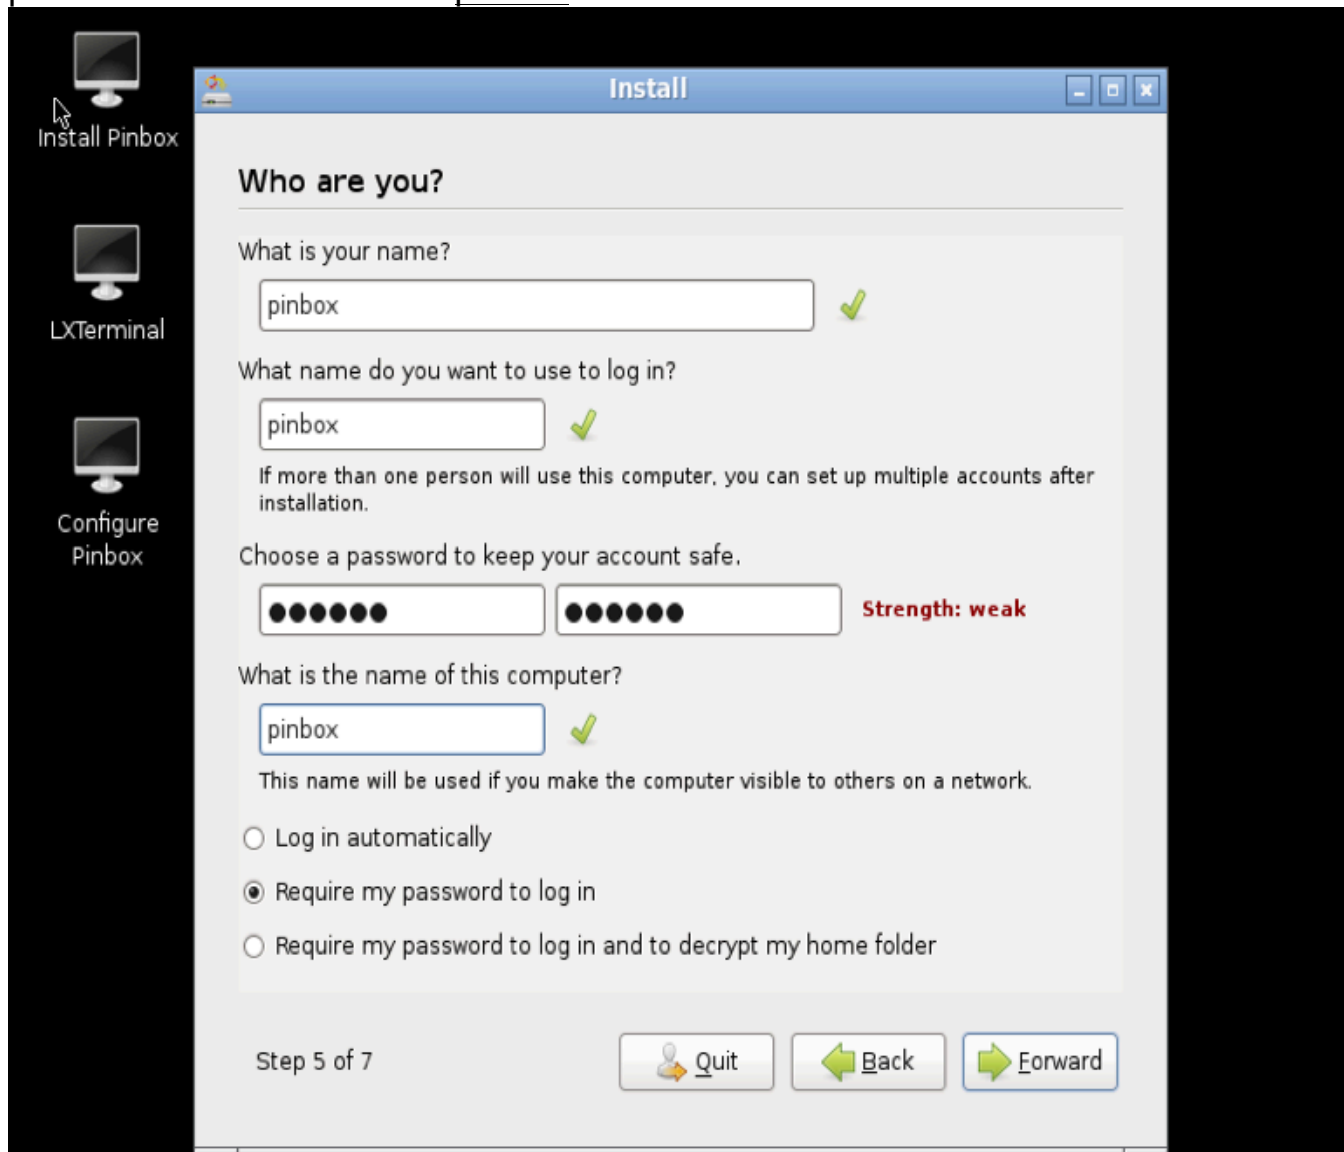 Install Pinbox
LXTerminal
Configure
Pinbox
Install
Who are you?
What is your name?
pinbox
What name do you want to use to log in?
pinbox
If more than one person will use this computer, you can set up multiple accounts after
installation.
Choose a password to keep your account safe.
●●●●●● ●●●●●● Strength: weak
What is the name of this computer?
pinbox
This name will be used if you make the computer visible to others on a network.
Log in automatically
Require my password to log in
Require my password to log in and to decrypt my home folder
Step 5 of 7 Quit Back Forward